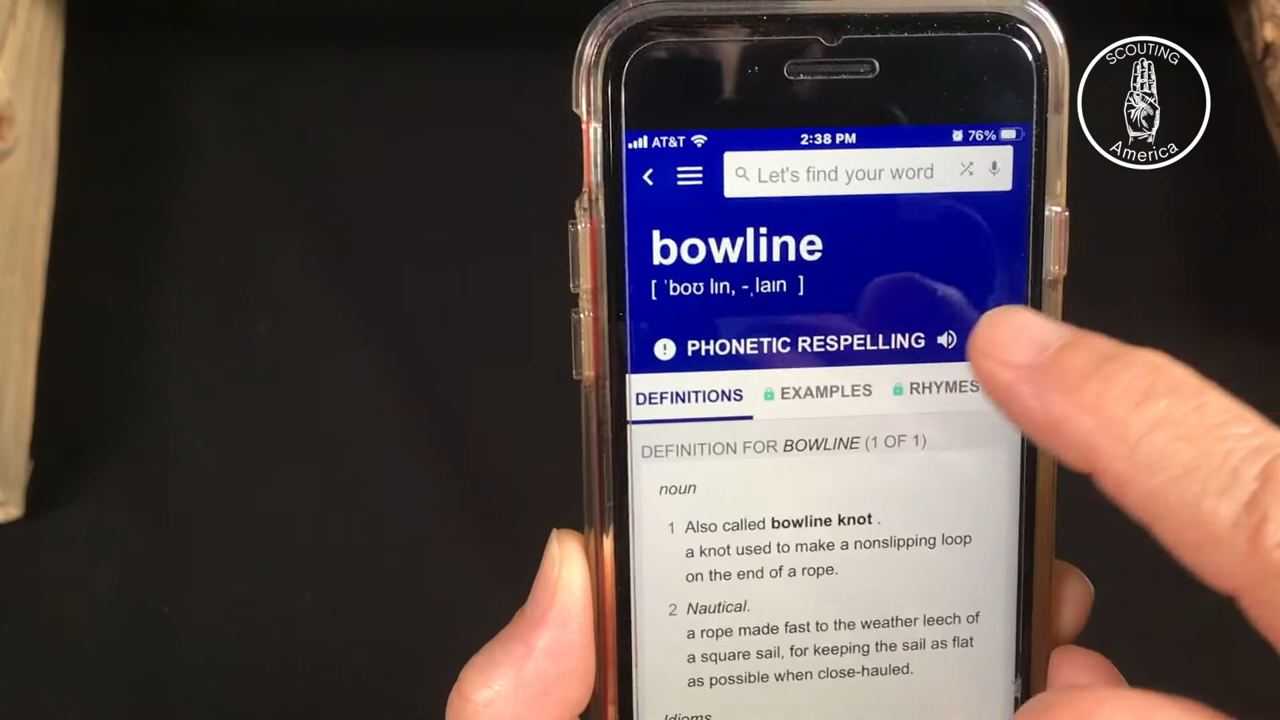 SCOUTING
America
AT&T 2:38 PM 76%
Let's find your word
bowline
[ ˈboʊ lɪn, -ˌlaɪn ]
PHONETIC RESPELLING
DEFINITIONS EXAMPLES RHYMES
DEFINITION FOR BOWLINE (1 OF 1)
noun
1 Also called bowline knot .
a knot used to make a nonslipping loop
on the end of a rope.
2 Nautical.
a rope made fast to the weather leech of
a square sail, for keeping the sail as flat
as possible when close-hauled.
Idioms